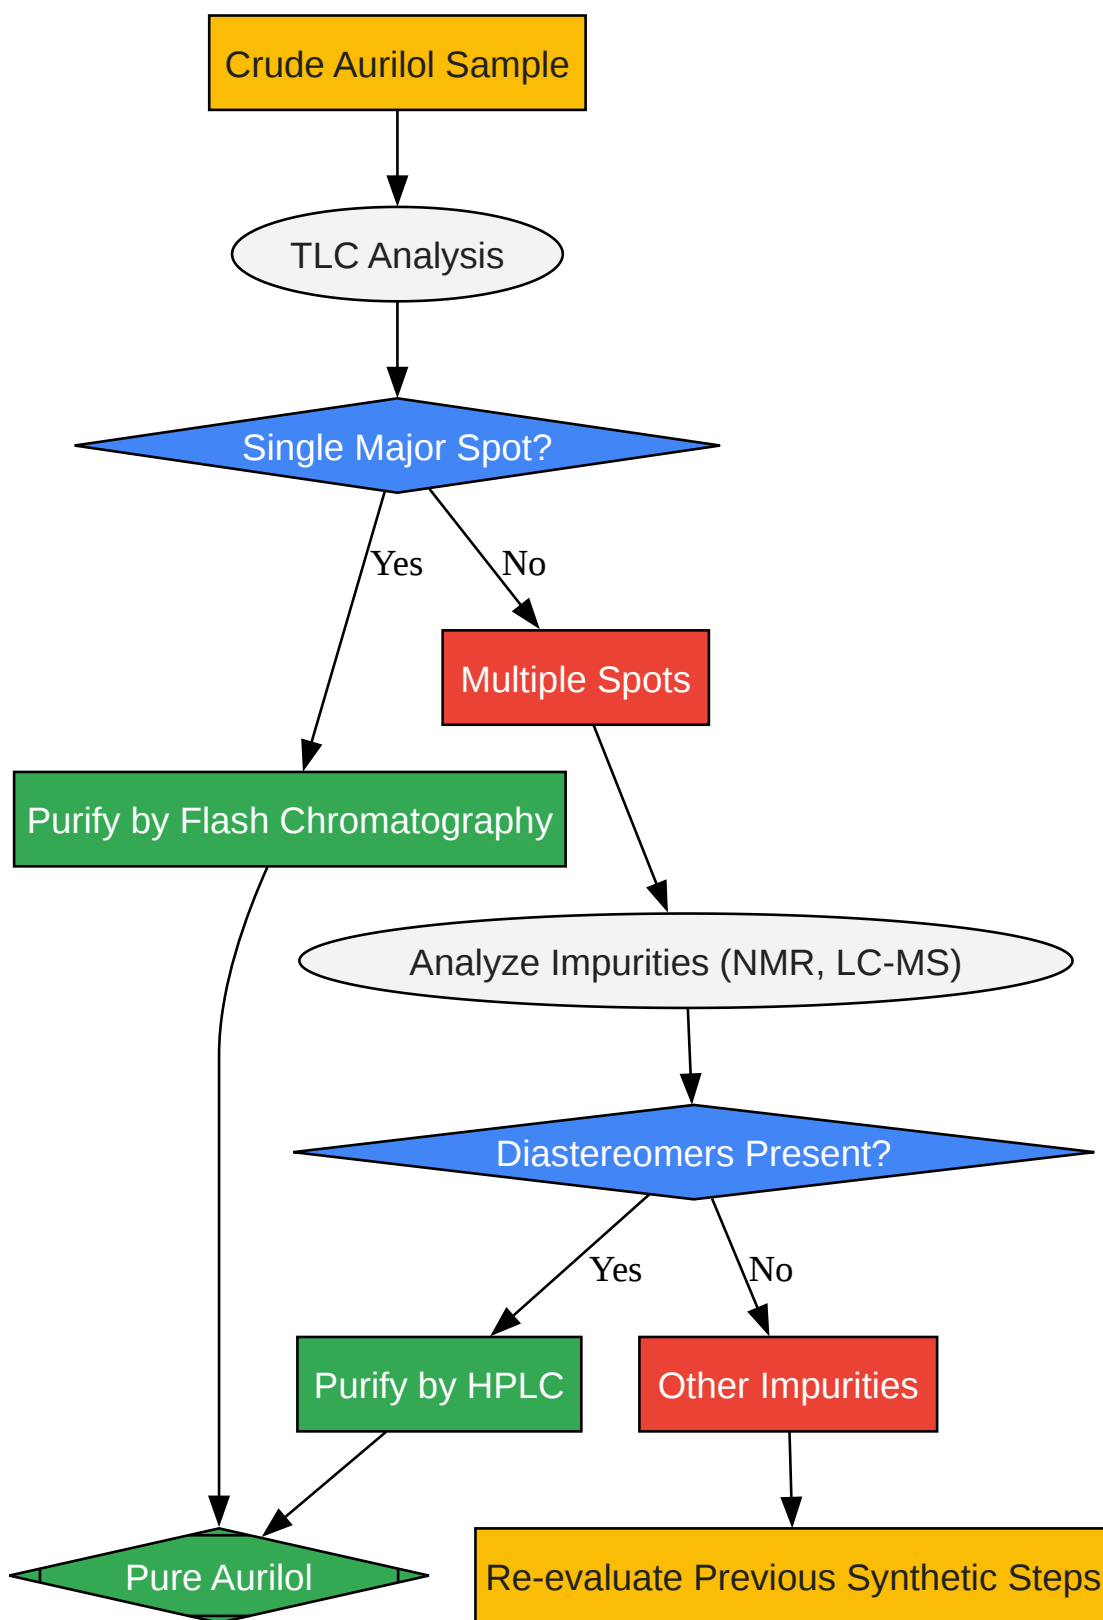 Crude Aurilol Sample
TLC Analysis
Single Major Spot?
Yes
No
Multiple Spots
Purify by Flash Chromatography
Analyze Impurities (NMR, LC-MS)
Diastereomers Present?
Yes
No
Purify by HPLC
Other Impurities
Pure Aurilol
Re-evaluate Previous Synthetic Steps